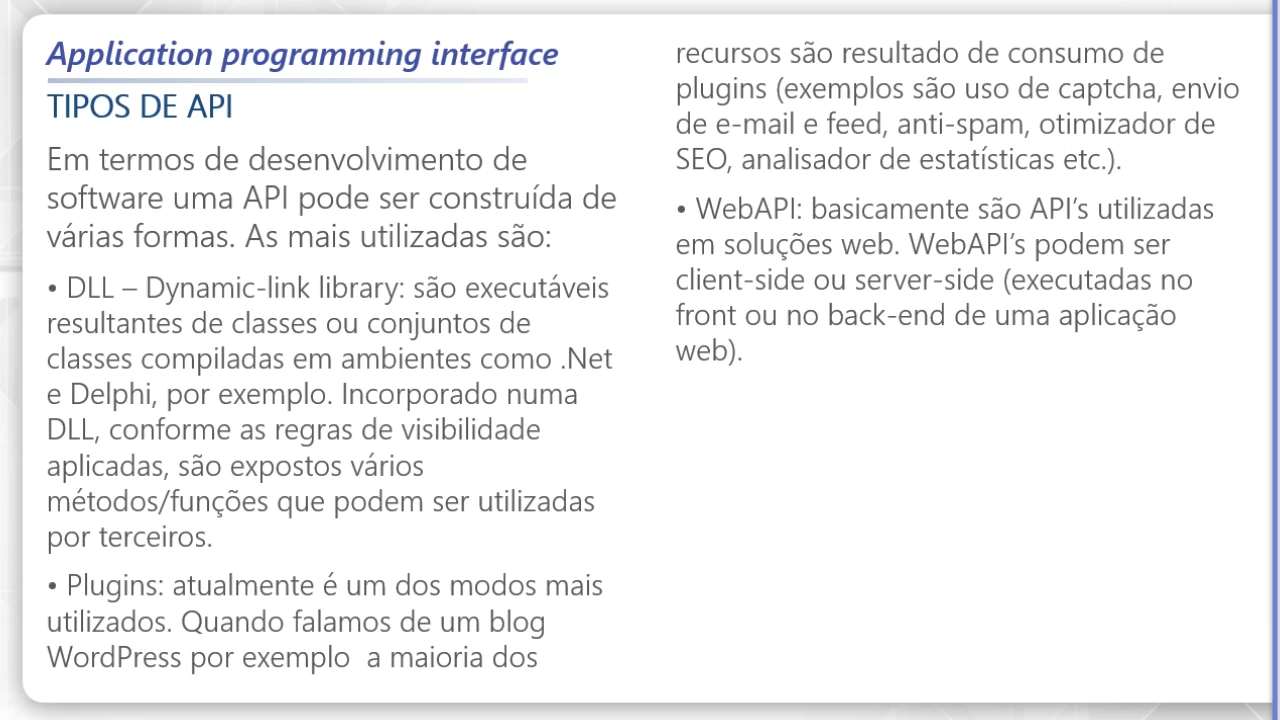 Application programming interface
TIPOS DE API
Em termos de desenvolvimento de
software uma API pode ser construída de
várias formas. As mais utilizadas são:
• DLL – Dynamic-link library: são executáveis
resultantes de classes ou conjuntos de
classes compiladas em ambientes como .Net
e Delphi, por exemplo. Incorporado numa
DLL, conforme as regras de visibilidade
aplicadas, são expostos vários
métodos/funções que podem ser utilizadas
por terceiros.
• Plugins: atualmente é um dos modos mais
utilizados. Quando falamos de um blog
WordPress por exemplo  a maioria dos
recursos são resultado de consumo de
plugins (exemplos são uso de captcha, envio
de e-mail e feed, anti-spam, otimizador de
SEO, analisador de estatísticas etc.).
• WebAPI: basicamente são API’s utilizadas
em soluções web. WebAPI’s podem ser
client-side ou server-side (executadas no
front ou no back-end de uma aplicação
web).